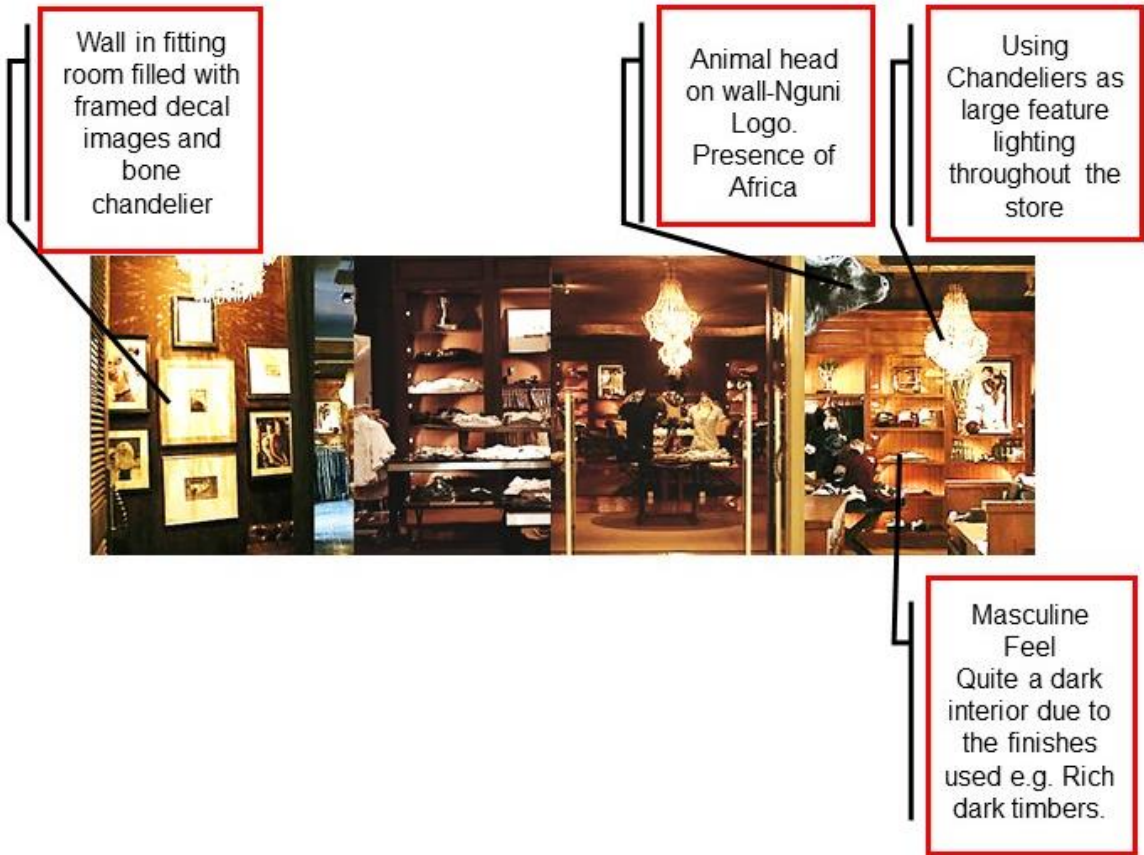 Wall in fitting
room filled with
framed decal
images and
bone
chandelier
Animal head
on wall-Nguni
Logo.
Presence of
Africa
Using
Chandeliers as
large feature
lighting
throughout the
store
Masculine
Feel
Quite a dark
interior due to
the finishes
used e.g. Rich
dark timbers.